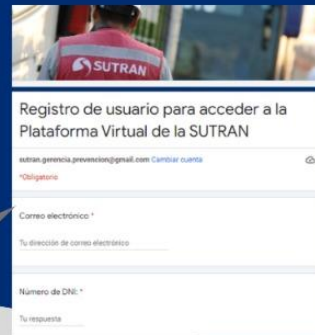 SUTRAN
Registro de usuario para acceder a la
Plataforma Virtual de la SUTRAN
sutran.gerencia.prevencion@gmail.com Cambiar cuenta
*Obligatorio
Correo electrónico *
Tu dirección de correo electrónico
Número de DNI: *
Tu respuesta